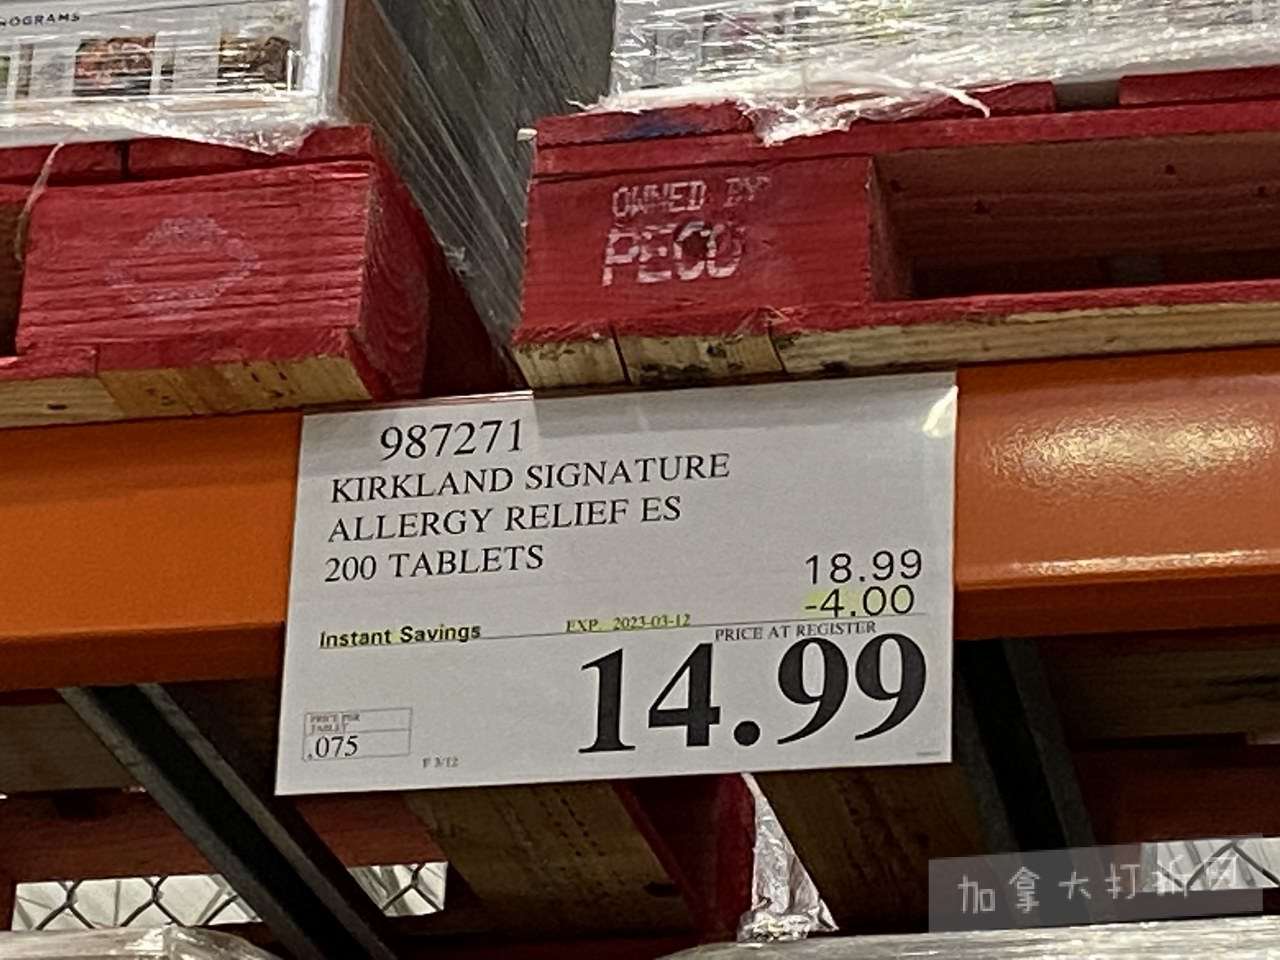 NOGRAMS
OWNED BY
PECO
987271
KIRKLAND SIGNATURE
ALLERGY RELIEF ES
200 TABLETS
18.99
-4.00
Instant Savings EXP. 2023-03-12
PRICE AT REGISTER
14.99
PRICE PER
TABLET
.075
F 3/12
加拿大打折网